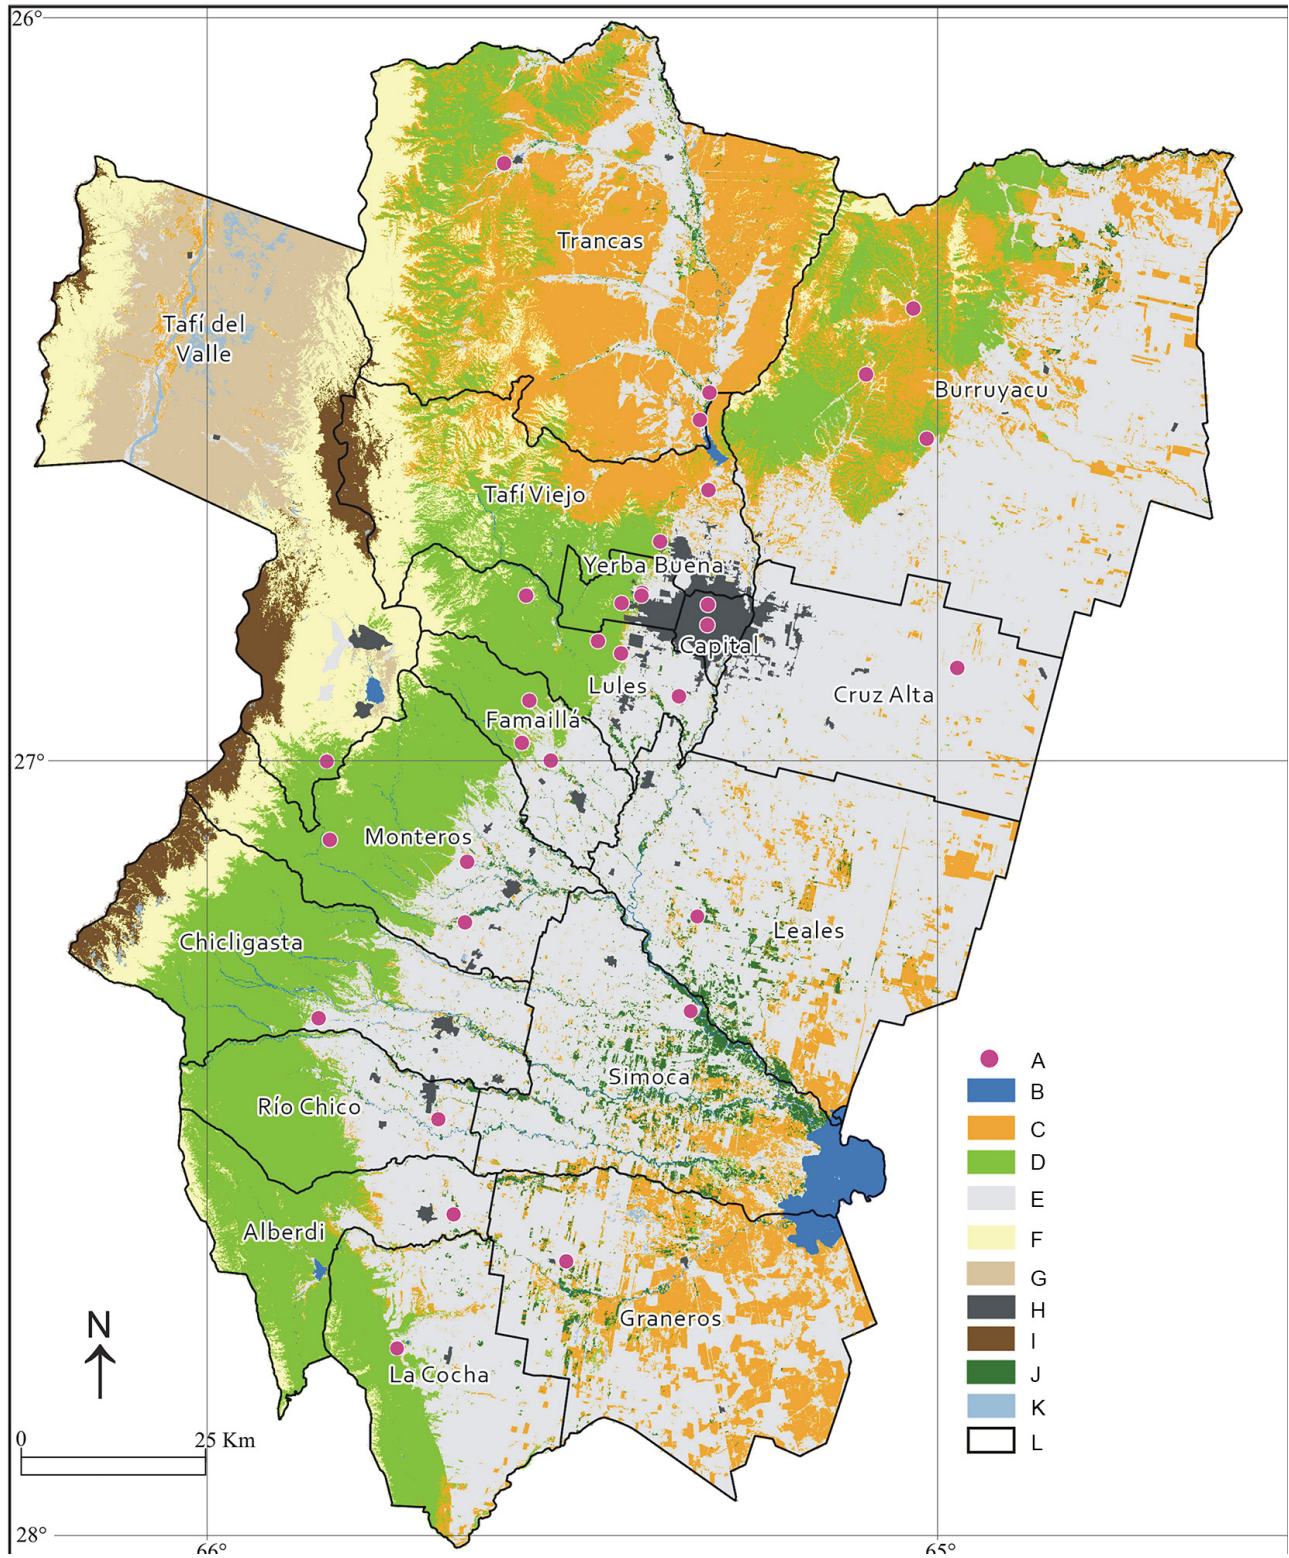 26°
Trancas
Tafí del
Valle
Burruyacu
Tafí Viejo
Yerba Buena
Capital
Lules
Cruz Alta
Famaillá
27°
Monteros
Leales
Chicligasta
A
Simoca
B
Río Chico
C
D
E
Alberdi
F
G
N
H
Graneros
I
La Cocha
J
K
0 25 Km
L
28°
66°
65°